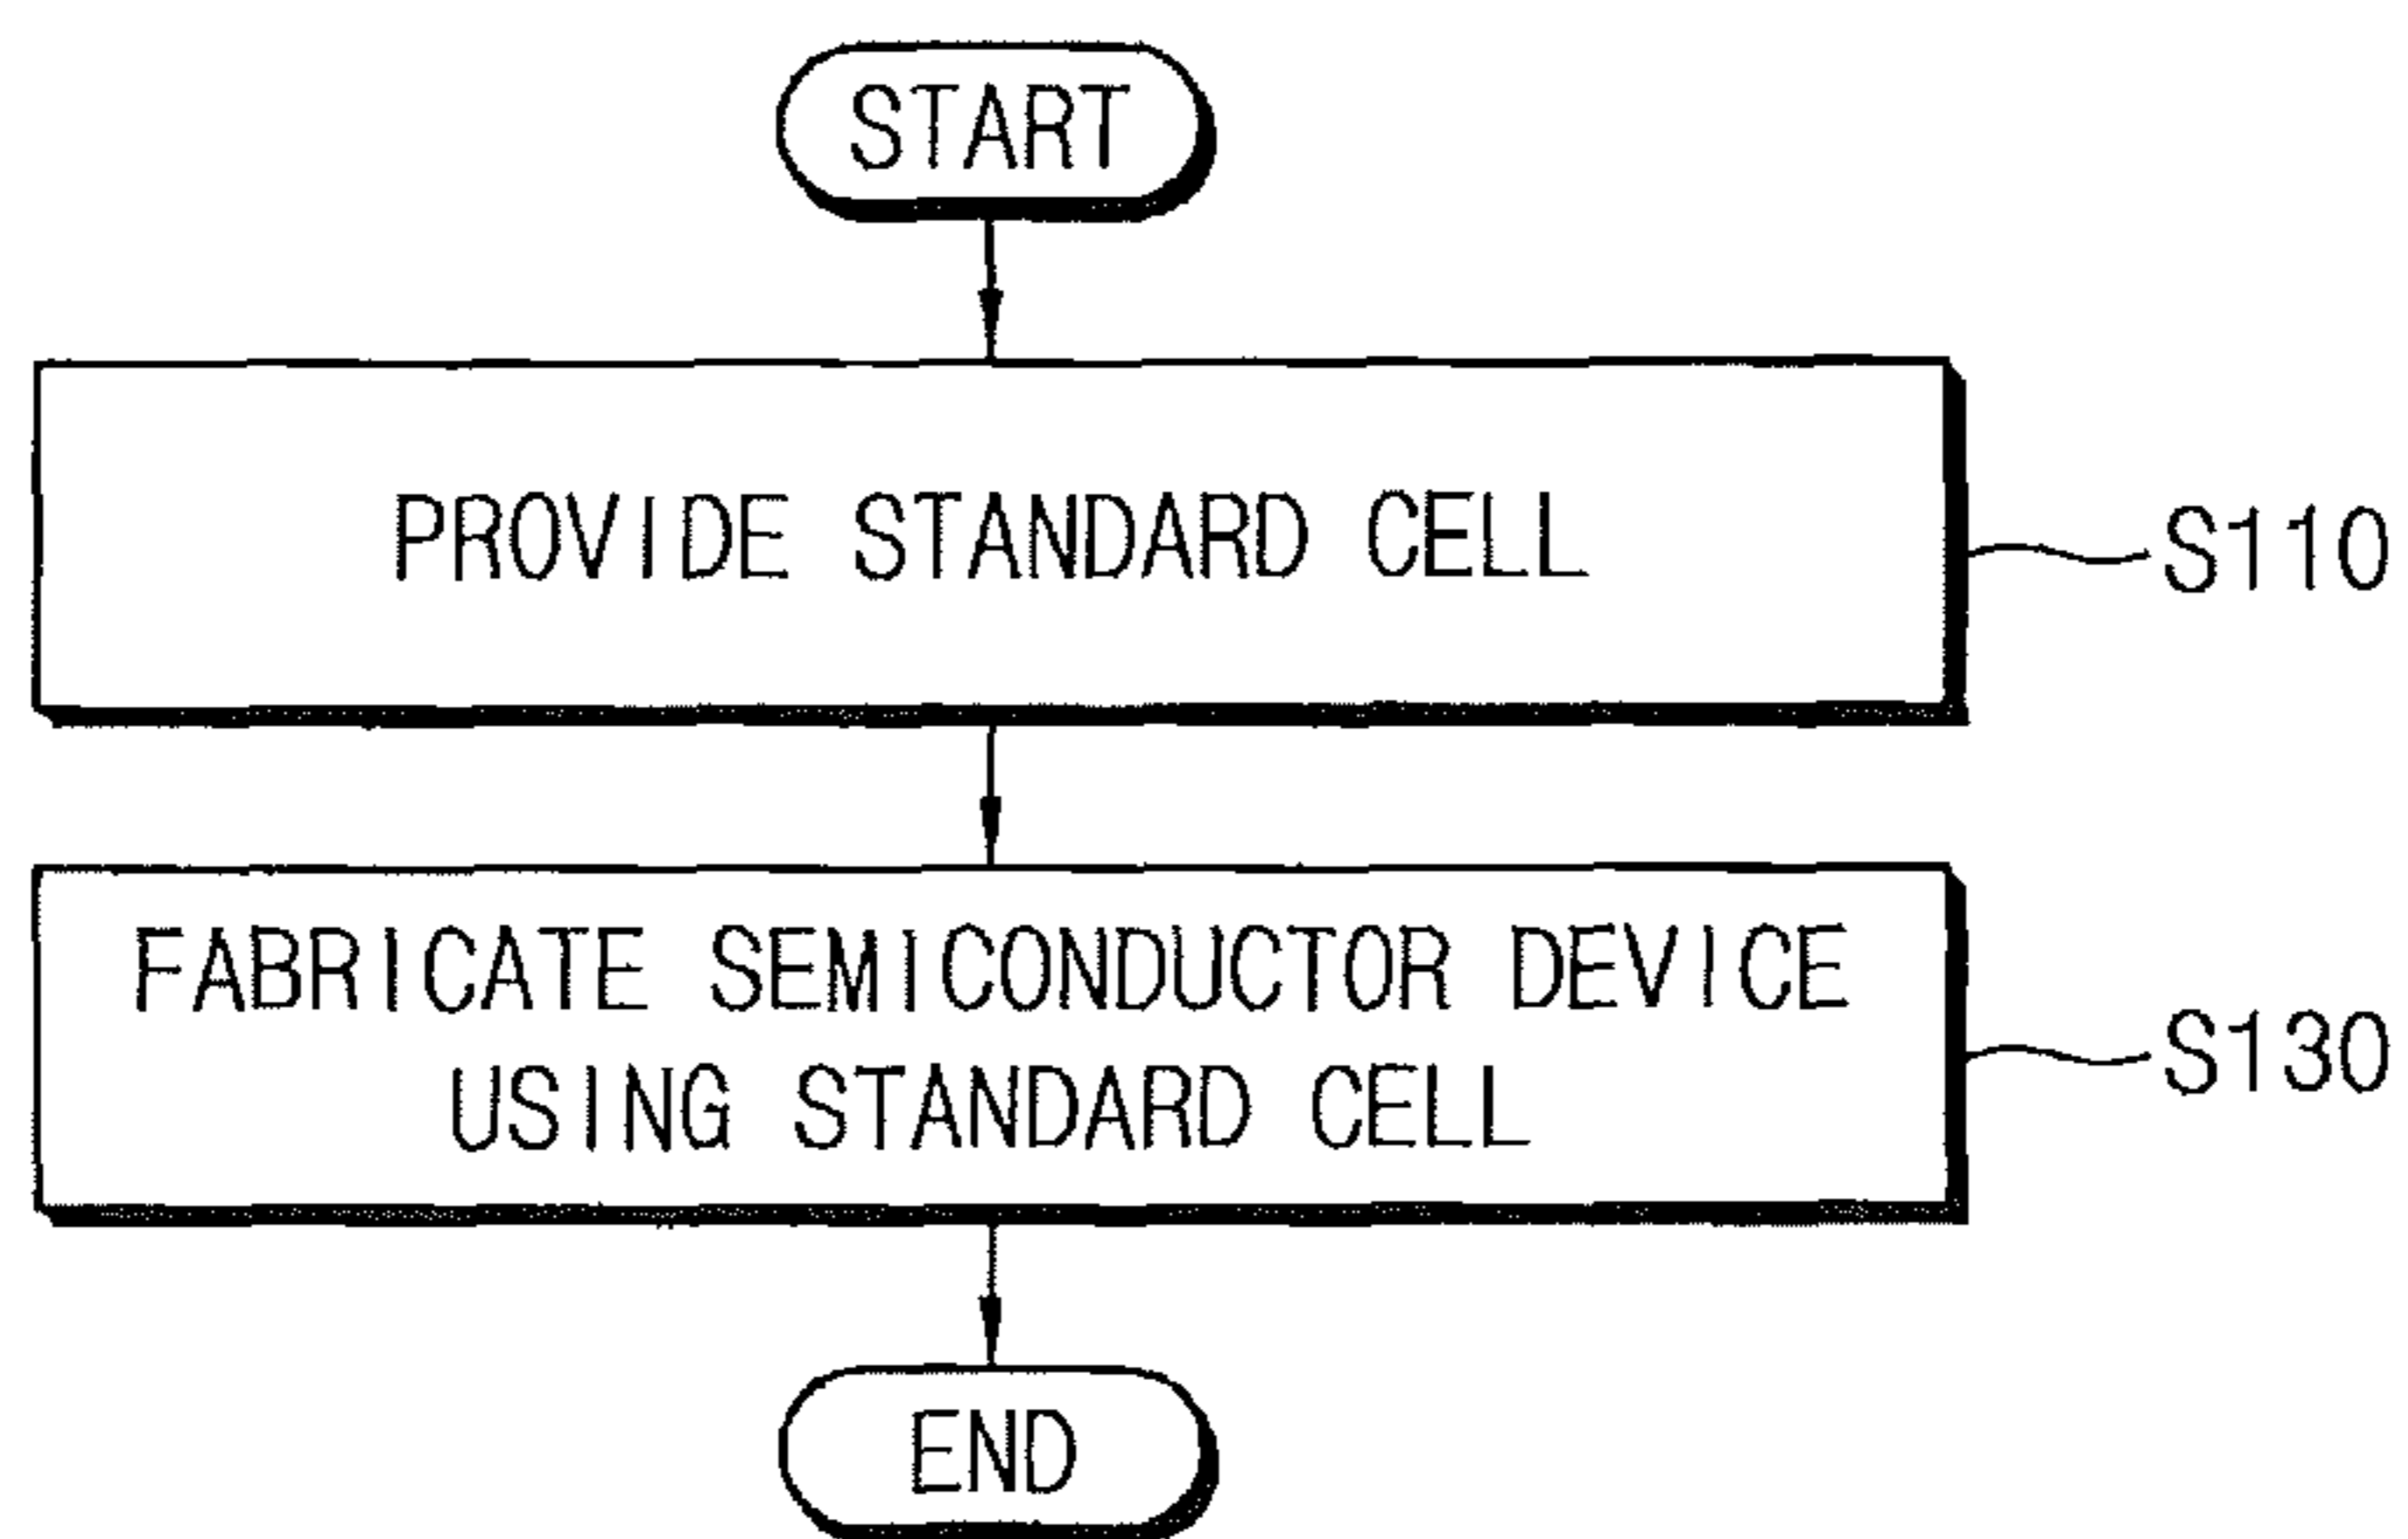 START
PROVIDE STANDARD CELL
S110
FABRICATE SEMICONDUCTOR DEVICE
USING STANDARD CELL
S130
END